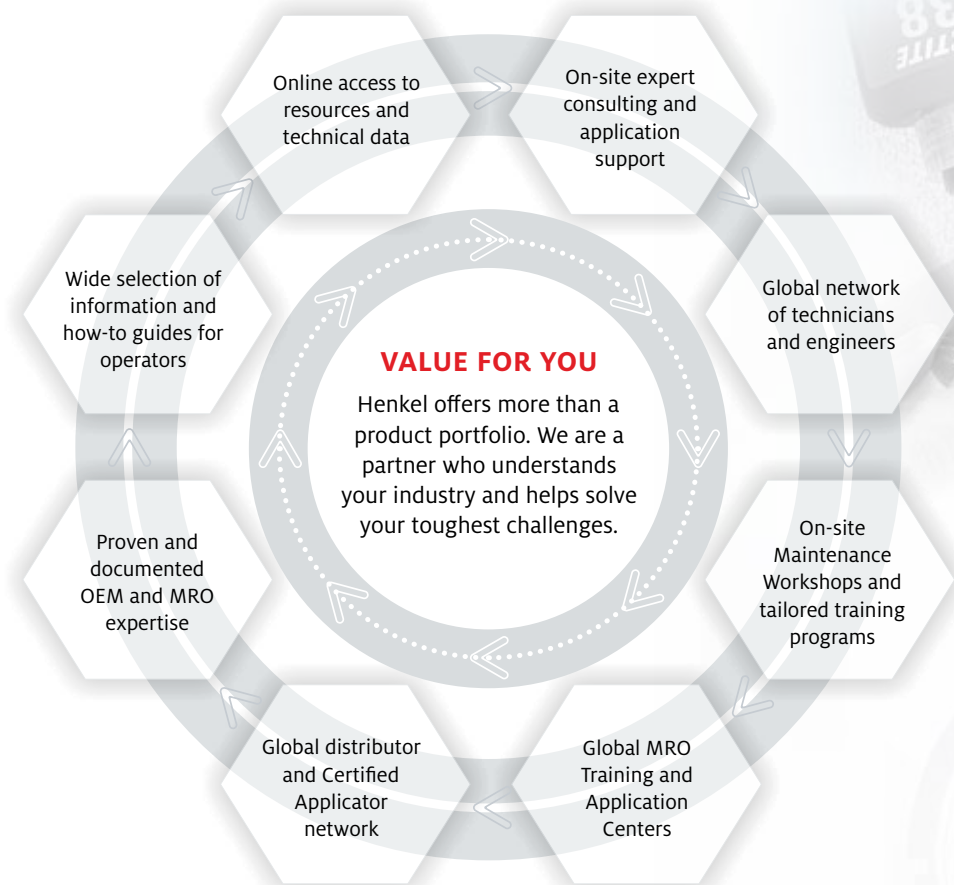 Online access to
resources and
technical data
On-site expert
consulting and
application
support
Global network
of technicians
and engineers
On-site
Maintenance
Workshops and
tailored training
programs
Global MRO
Training and
Application
Centers
Global distributor
and Certified
Applicator
network
Proven and
documented
OEM and MRO
expertise
Wide selection of
information and
how-to guides for
operators
VALUE FOR YOU
Henkel offers more than a
product portfolio. We are a
partner who understands
your industry and helps solve
your toughest challenges.